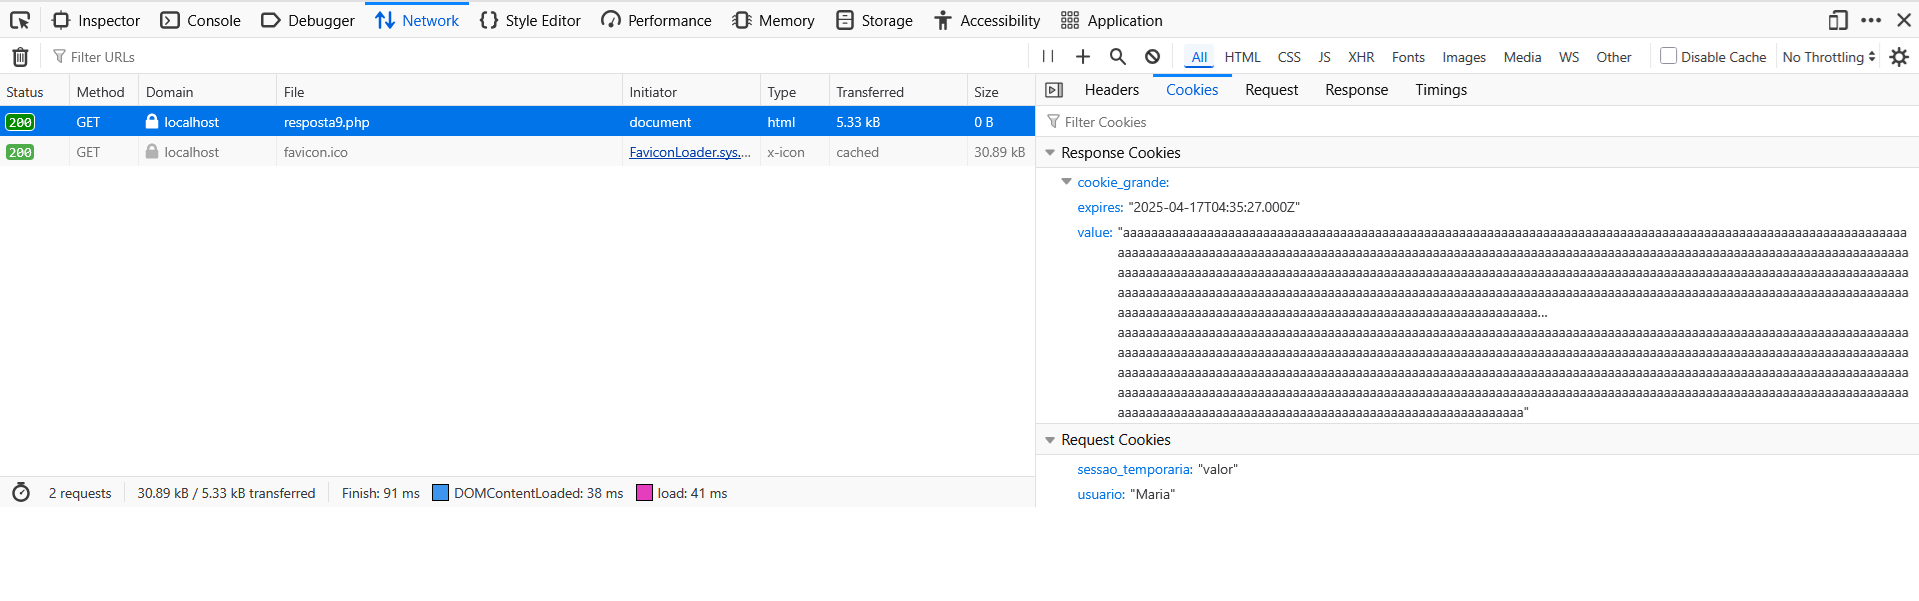 Inspector Console Debugger Network Style Editor Performance Memory Storage Accessibility Application
Filter URLs
All HTML CSS JS XHR Fonts Images Media WS Other Disable Cache No Throttling
Status Method Domain File Initiator Type Transferred Size
200 GET localhost resposta9.php document html 5.33 kB 0 B
200 GET localhost favicon.ico FaviconLoader.sys.... x-icon cached 30.89 kB
2 requests 30.89 kB / 5.33 kB transferred Finish: 91 ms DOMContentLoaded: 38 ms load: 41 ms
Headers Cookies Request Response Timings
Filter Cookies
Response Cookies
cookie_grande:
expires: "2025-04-17T04:35:27.000Z"
value:
Request Cookies
sessao_temporaria: "valor"
usuario: "Maria"